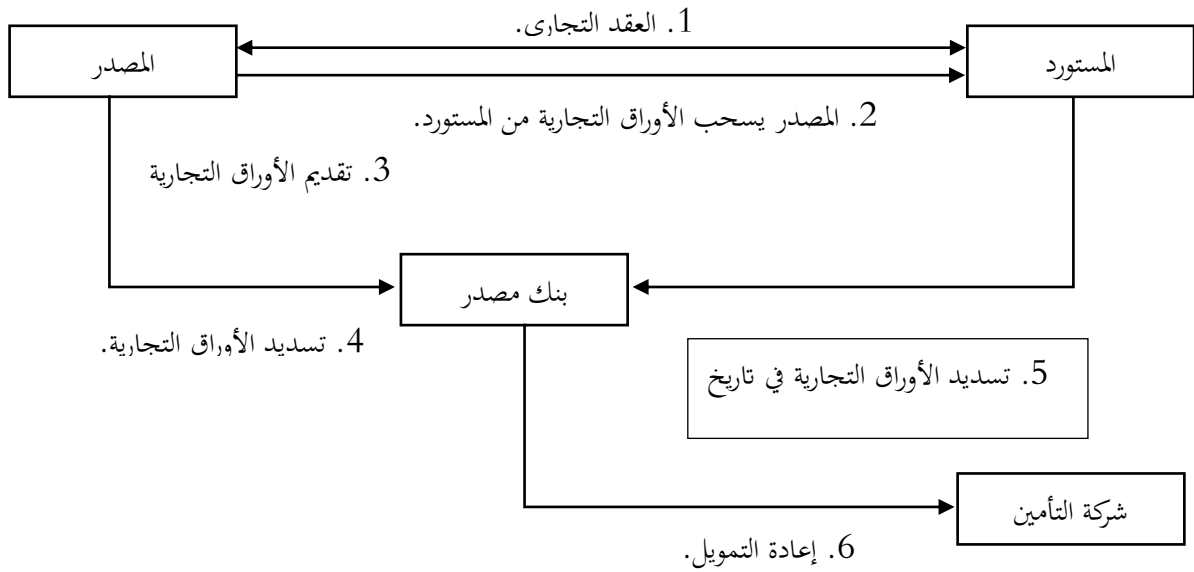 1. العقد التجارى.
المصدر
المستورد
2. المصدر يسحب الأوراق التجارية من المستورد.
3. تقديم الأوراق التجارية
بنك مصدر
4. تسديد الأوراق التجارية.
5. تسديد الأوراق التجارية في تاريخ
شركة التأمين
6. إعادة التمويل.